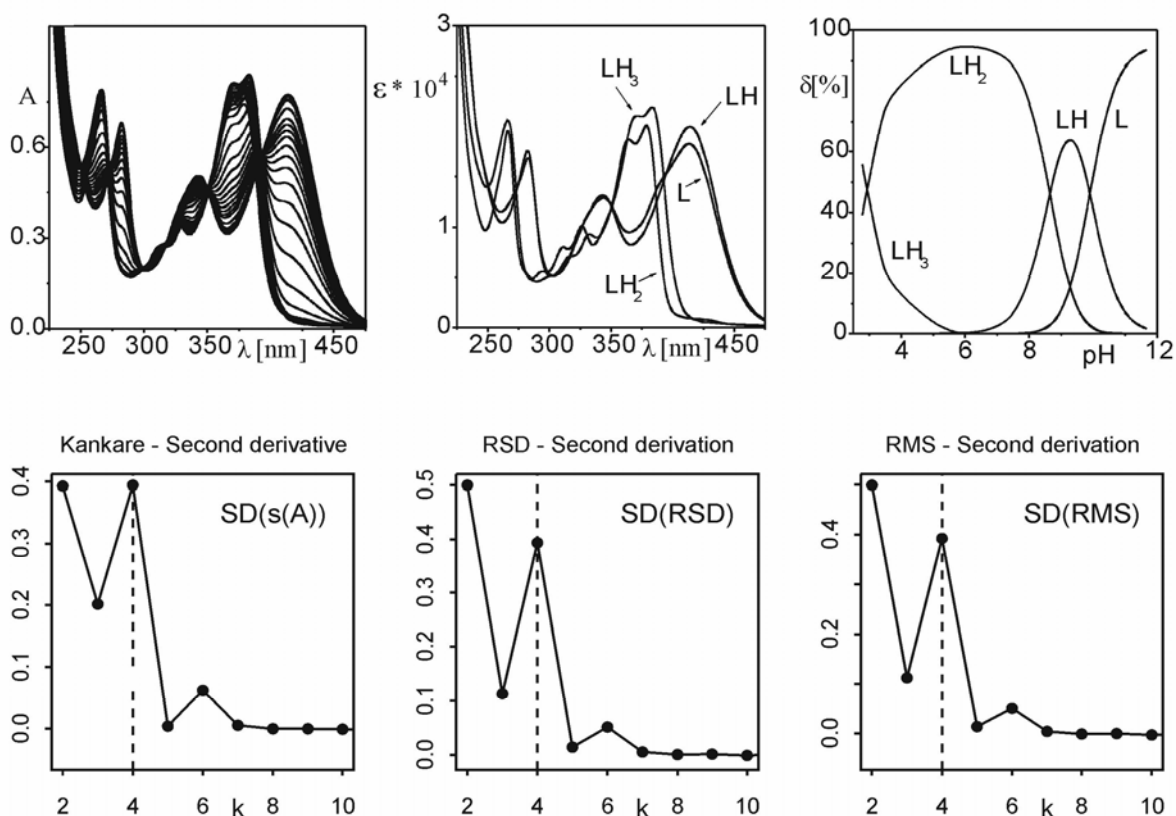 A
0.6
0.3
0.0
250
350
λ [nm]
450
3
ε* 10⁴
1
LH₃
LH
L
LH₂
250
300
350
λ [nm]
450
100
δ[%]
80
60
40
20
0
LH₂
LH
L
LH₃
4
6
8
pH
12
Kankare - Second derivative
0.4
0.3
0.2
0.1
0.0
SD(s(A))
2
4
6
k
8
10
RSD - Second derivation
0.5
0.4
0.3
0.2
0.1
0.0
SD(RSD)
2
4
6
k
8
10
RMS - Second derivation
0.4
0.2
0.0
SD(RMS)
2
4
6
k
8
10